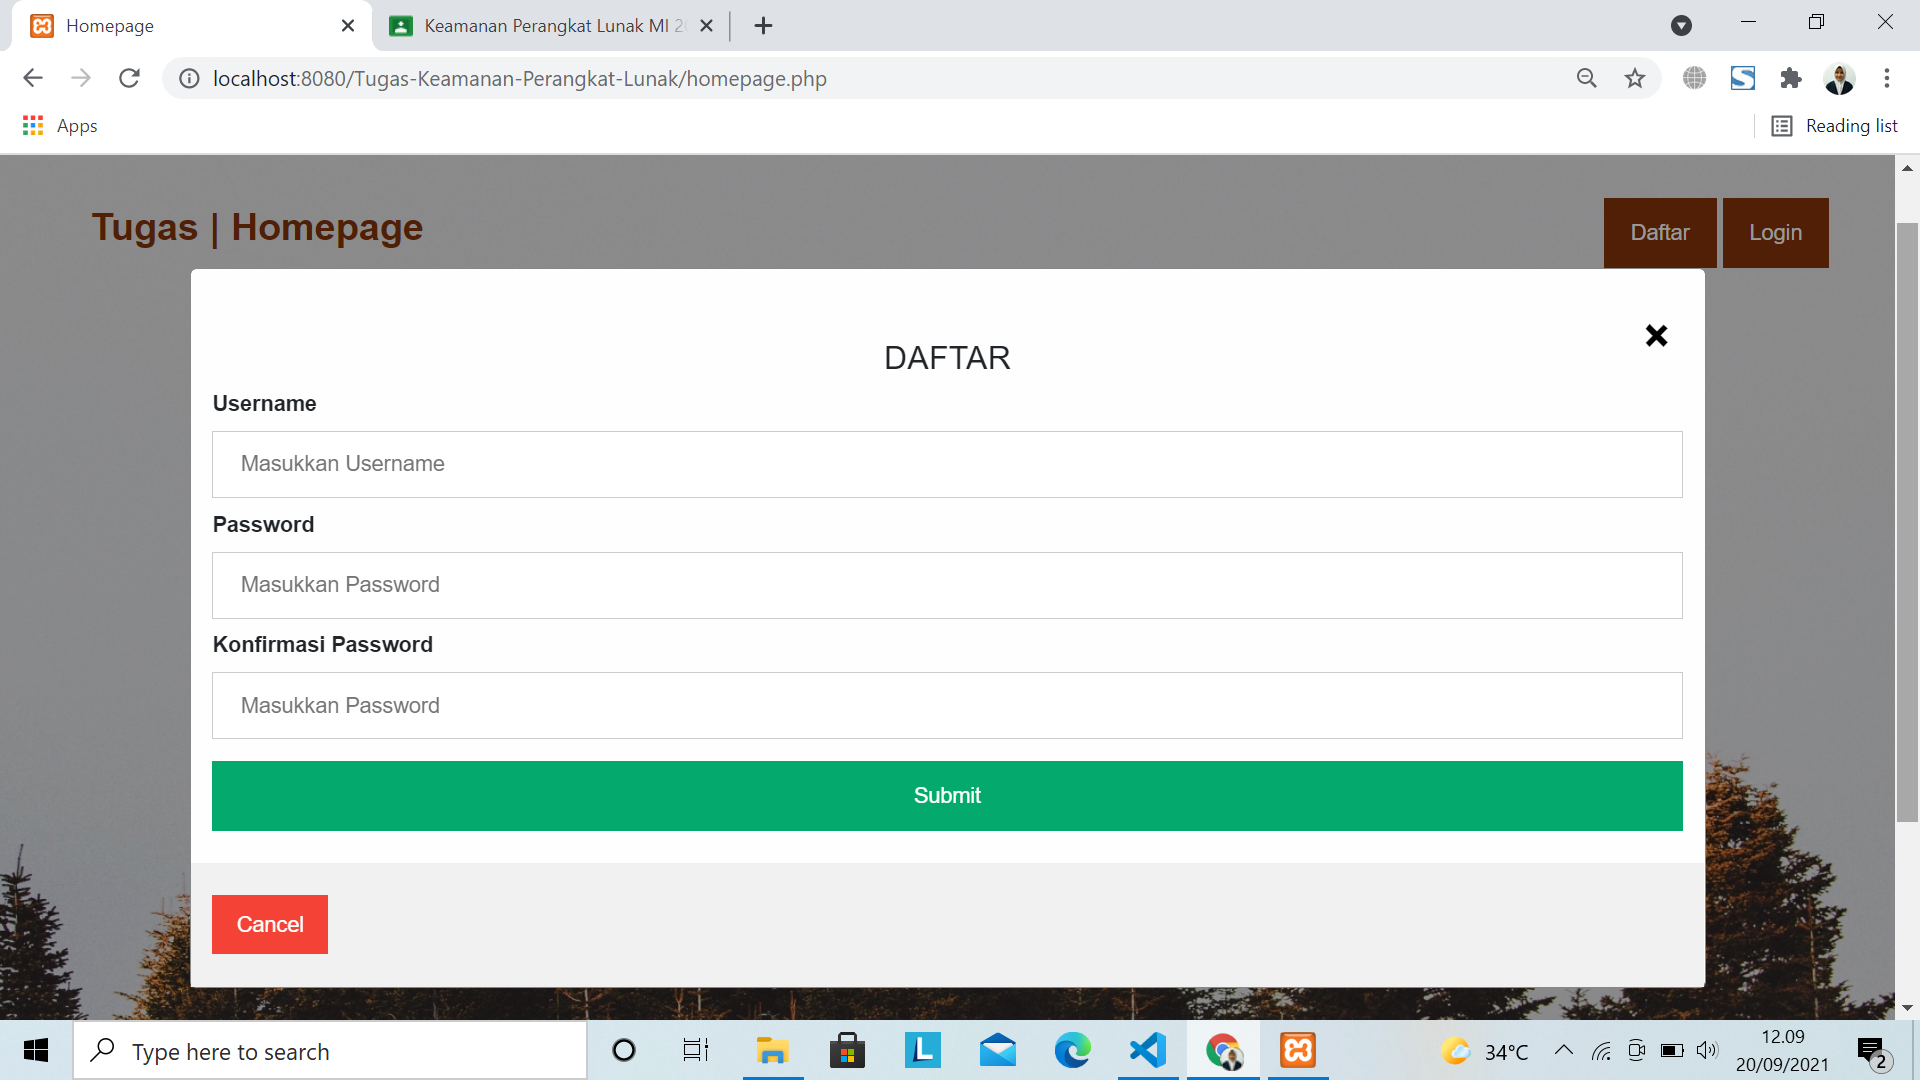 Homepage
Keamanan Perangkat Lunak MI 2
localhost:8080/Tugas-Keamanan-Perangkat-Lunak/homepage.php
Apps
Reading list
Tugas | Homepage
Daftar
Login
DAFTAR
Username
Masukkan Username
Password
Masukkan Password
Konfirmasi Password
Masukkan Password
Submit
Cancel
Type here to search
34°C
12.09
20/09/2021
2